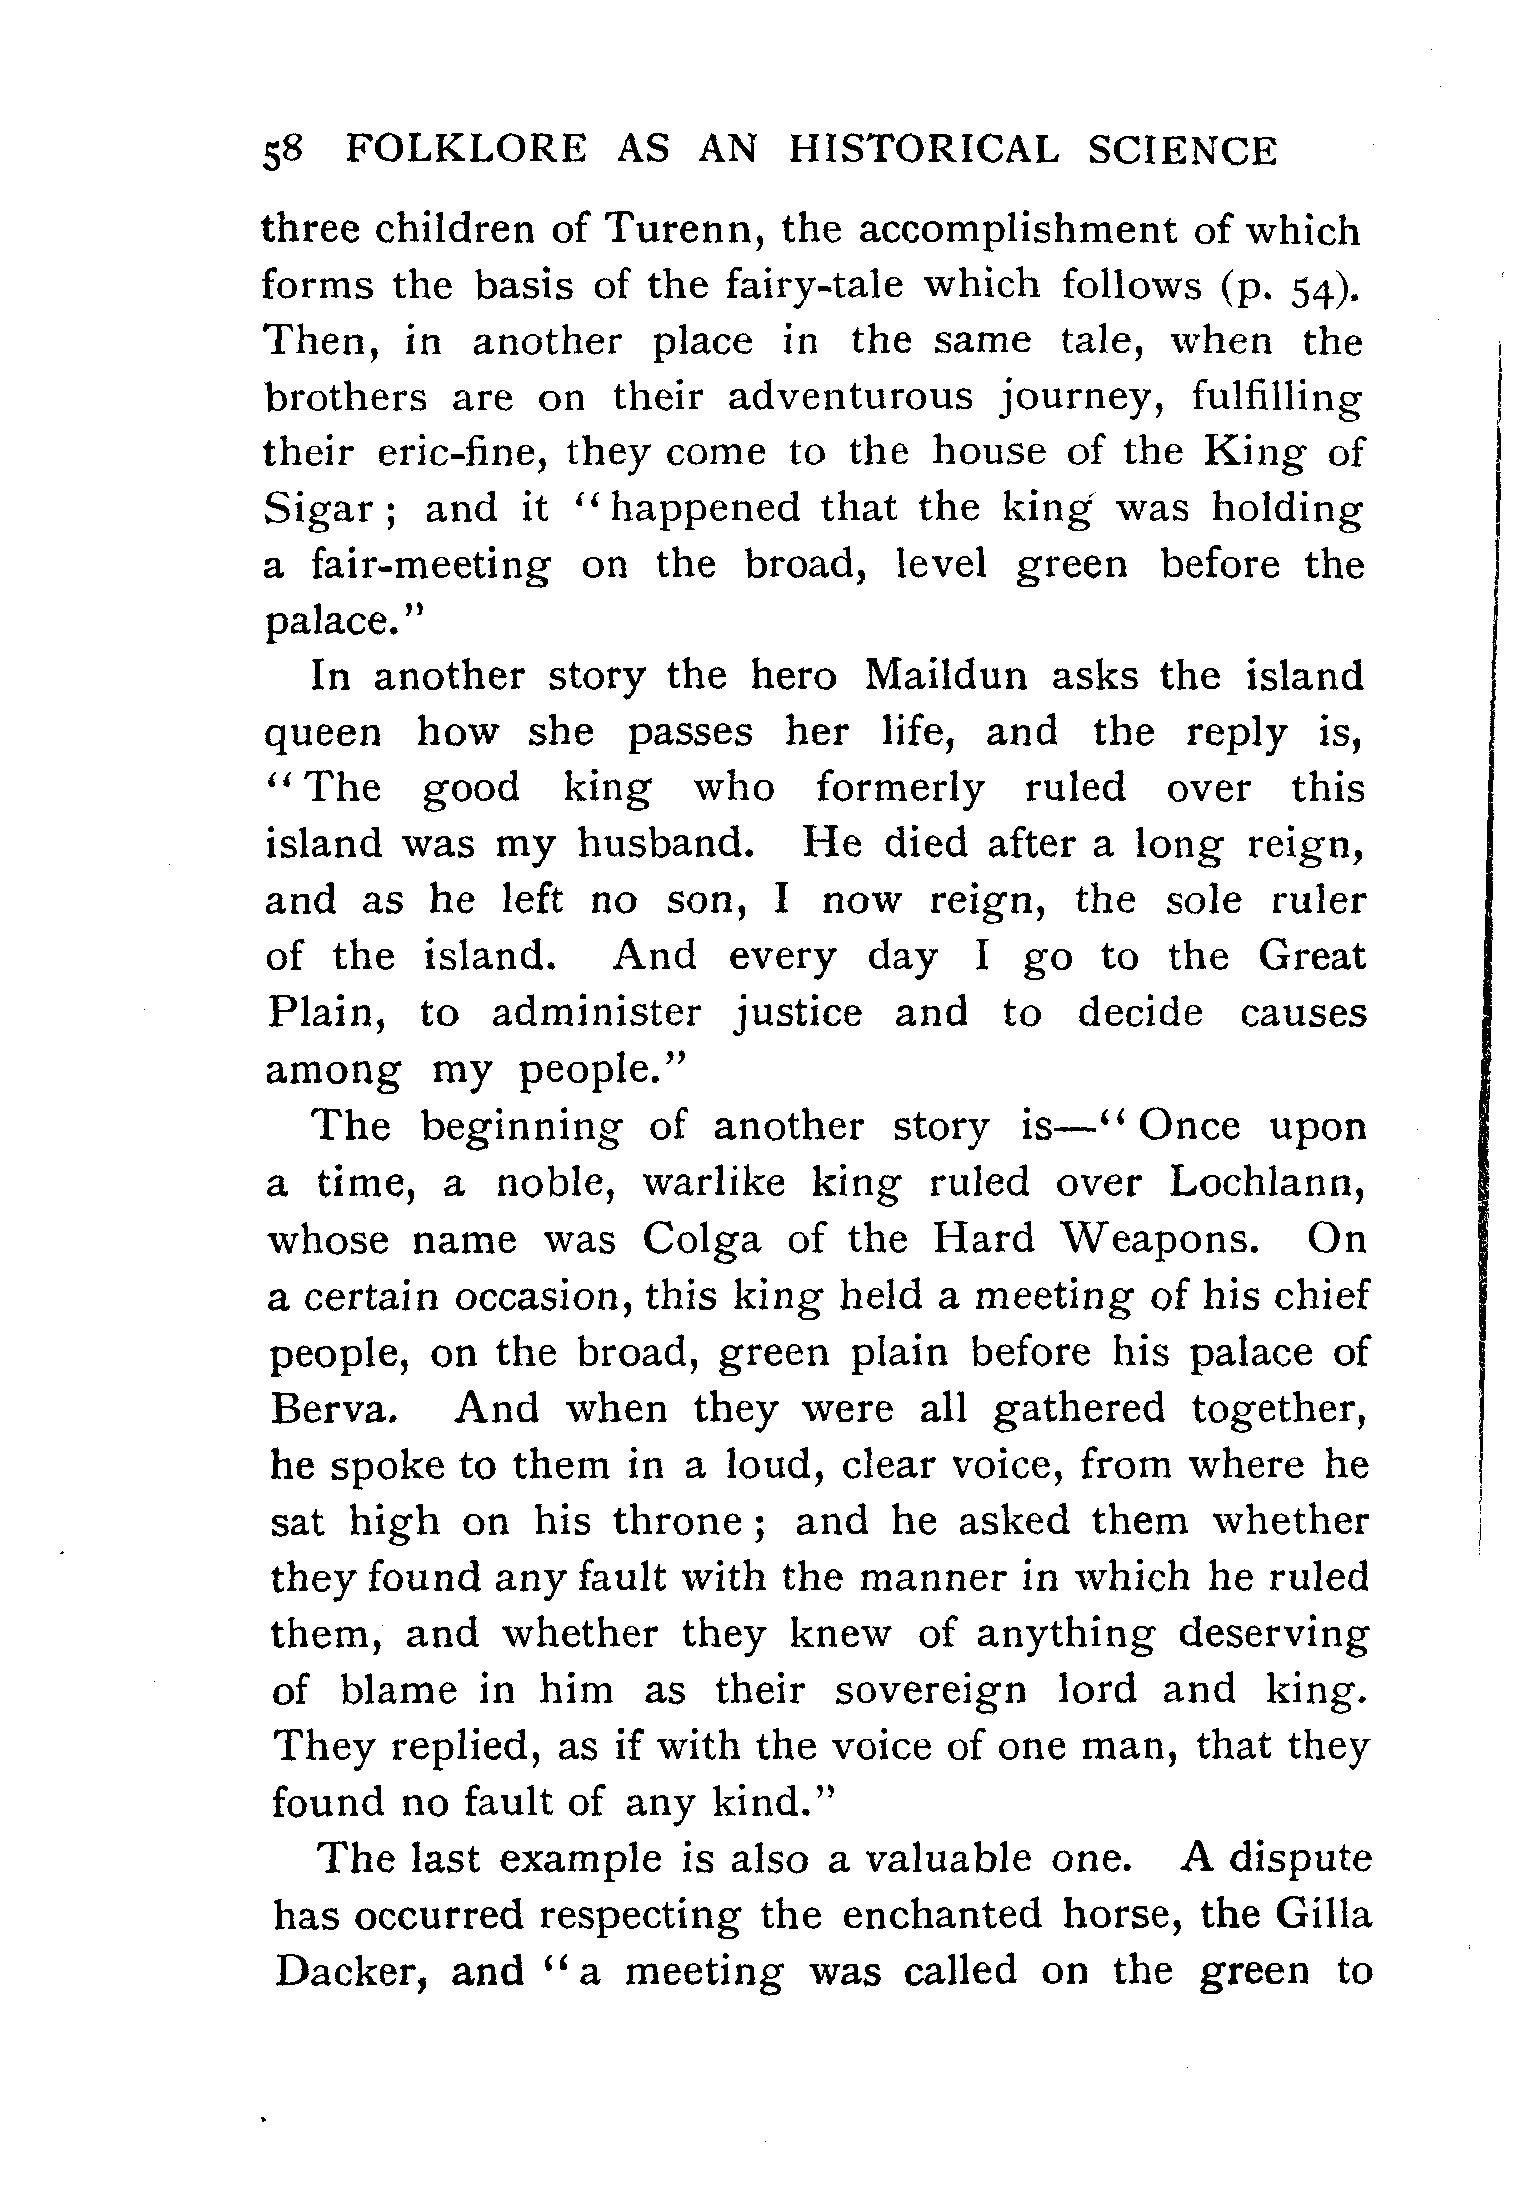 58 FOLKLORE AS AN HISTORICAL SCIENCE
three children of Turenn, the accomplishment of which
forms the basis of the fairy-tale which follows (p. 54).
Then, in another place in the same tale, when the
brothers are on their adventurous journey, fulfilling
their eric-fine, they come to the house of the King of
Sigar; and it "happened that the king was holding
a fair-meeting on the broad, level green before the
palace."
In another story the hero Maildun asks the island
queen how she passes her life, and the reply is,
"The good king who formerly ruled over this
island was my husband. He died after a long reign,
and as he left no son, I now reign, the sole ruler
of the island. And every day I go to the Great
Plain, to administer justice and to decide causes
among my people."
The beginning of another story is—"Once upon
a time, a noble, warlike king ruled over Lochlann,
whose name was Colga of the Hard Weapons. On
a certain occasion, this king held a meeting of his chief
people, on the broad, green plain before his palace of
Berva. And when they were all gathered together,
he spoke to them in a loud, clear voice, from where he
sat high on his throne; and he asked them whether
they found any fault with the manner in which he ruled
them, and whether they knew of anything deserving
of blame in him as their sovereign lord and king.
They replied, as if with the voice of one man, that they
found no fault of any kind."
The last example is also a valuable one. A dispute
has occurred respecting the enchanted horse, the Gilla
Dacker, and "a meeting was called on the green to